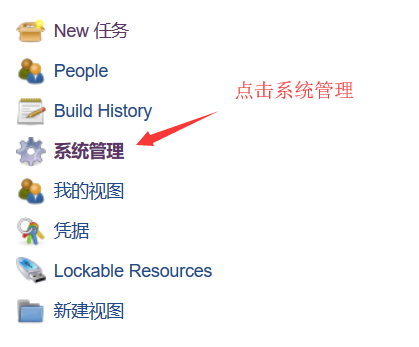 New 任务
People
点击系统管理
Build History
系统管理
我的视图
凭据
Lockable Resources
新建视图